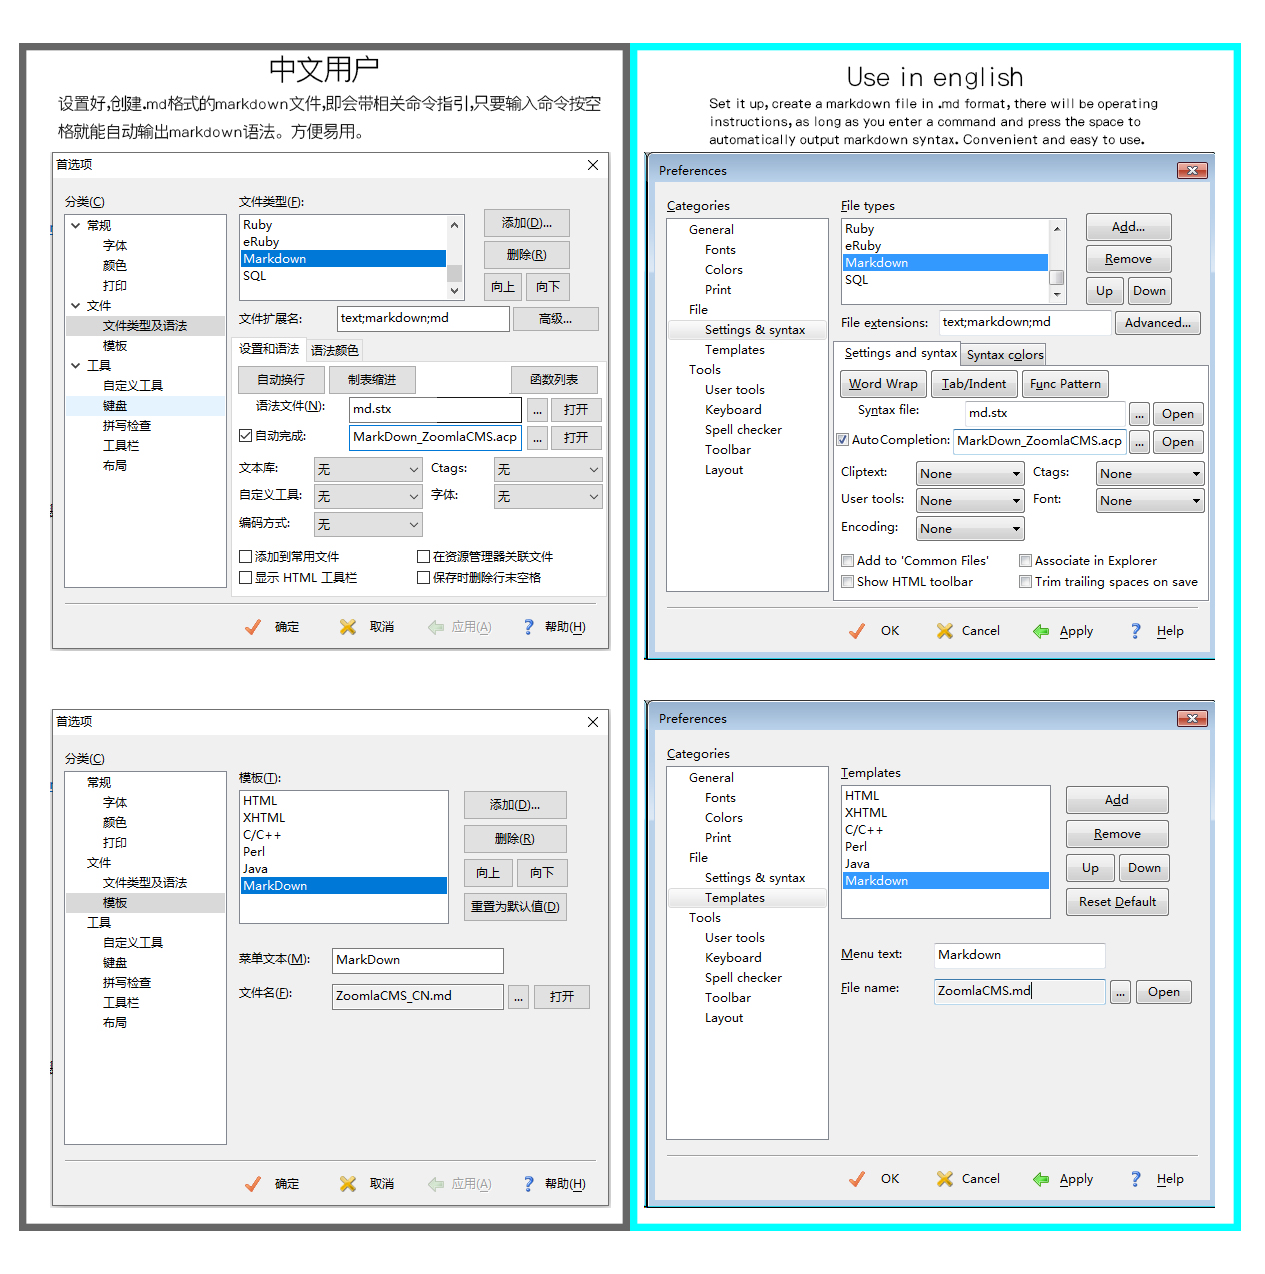 中文用户
设置好,创建.md格式的markdown文件,即会带相关命令指引,只要输入命令按空
格就能自动输出markdown语法。方便易用。
首选项
分类(C)
常规
字体
颜色
打印
文件
文件类型及语法
模板
工具
自定义工具
键盘
拼写检查
工具栏
布局
文件类型(F):
Ruby
eRuby
Markdown
SQL
添加(D)...
删除(R)
向上 向下
文件扩展名: text;markdown;md 高级...
设置和语法 语法颜色
自动换行 制表缩进 函数列表
语法文件(N): md.stx ... 打开
自动完成: MarkDown_ZoomlaCMS.acp ... 打开
文本库: 无 Ctags: 无
自定义工具: 无 字体: 无
编码方式: 无
添加到常用文件 在资源管理器关联文件
显示 HTML 工具栏 保存时删除行末空格
确定 取消 应用(A) 帮助(H)
首选项
分类(C)
常规
字体
颜色
打印
文件
文件类型及语法
模板
工具
自定义工具
键盘
拼写检查
工具栏
布局
模板(T):
HTML
XHTML
C/C++
Perl
Java
MarkDown
添加(D)...
删除(R)
向上 向下
重置为默认值(D)
菜单文本(M): MarkDown
文件名(F): ZoomlaCMS_CN.md ... 打开
确定 取消 应用(A) 帮助(H)
Use in english
Set it up, create a markdown file in .md format, there will be operating
instructions, as long as you enter a command and press the space to
automatically output markdown syntax. Convenient and easy to use.
Preferences
Categories
General
Fonts
Colors
Print
File
Settings & syntax
Templates
Tools
User tools
Keyboard
Spell checker
Toolbar
Layout
File types
Ruby
eRuby
Markdown
SQL
Add...
Remove
Up Down
File extensions: text;markdown;md Advanced...
Settings and syntax Syntax colors
Word Wrap Tab/Indent Func Pattern
Syntax file: md.stx ... Open
Auto Completion: MarkDown_ZoomlaCMS.acp ... Open
Cliptext: None Ctags: None
User tools: None Font: None
Encoding: None
Add to 'Common Files' Associate in Explorer
Show HTML toolbar Trim trailing spaces on save
OK Cancel Apply Help
Preferences
Categories
General
Fonts
Colors
Print
File
Settings & syntax
Templates
Tools
User tools
Keyboard
Spell checker
Toolbar
Layout
Templates
HTML
XHTML
C/C++
Perl
Java
Markdown
Add
Remove
Up Down
Reset Default
Menu text: Markdown
File name: ZoomlaCMS.md ... Open
OK Cancel Apply Help